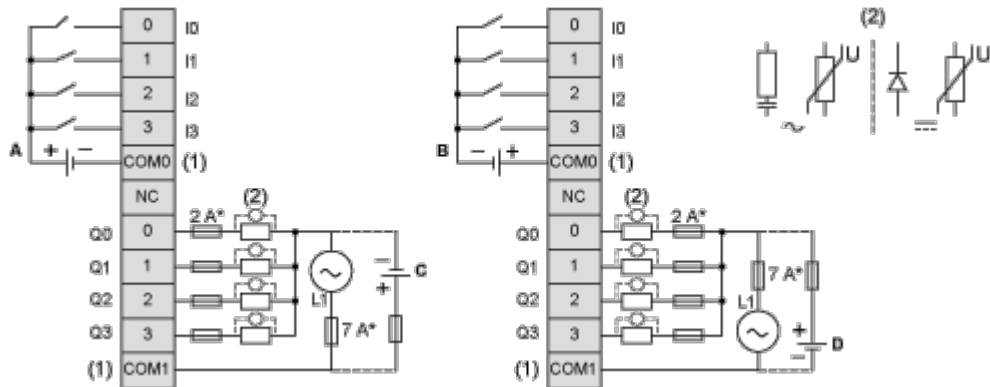 0 I0
1 I1
2 I2
3 I3
A + − COM0 (1)
NC
(2)
2 A*
Q0 0
Q1 1
Q2 2
Q3 3
− C
+
L1
7 A*
(1) COM1
0 I0
1 I1
2 I2
3 I3
B − + COM0 (1)
NC
(2)
2 A*
Q0 0
Q1 1
Q2 2
Q3 3
7 A*
L1
+
− D
(1) COM1
(2)
U U